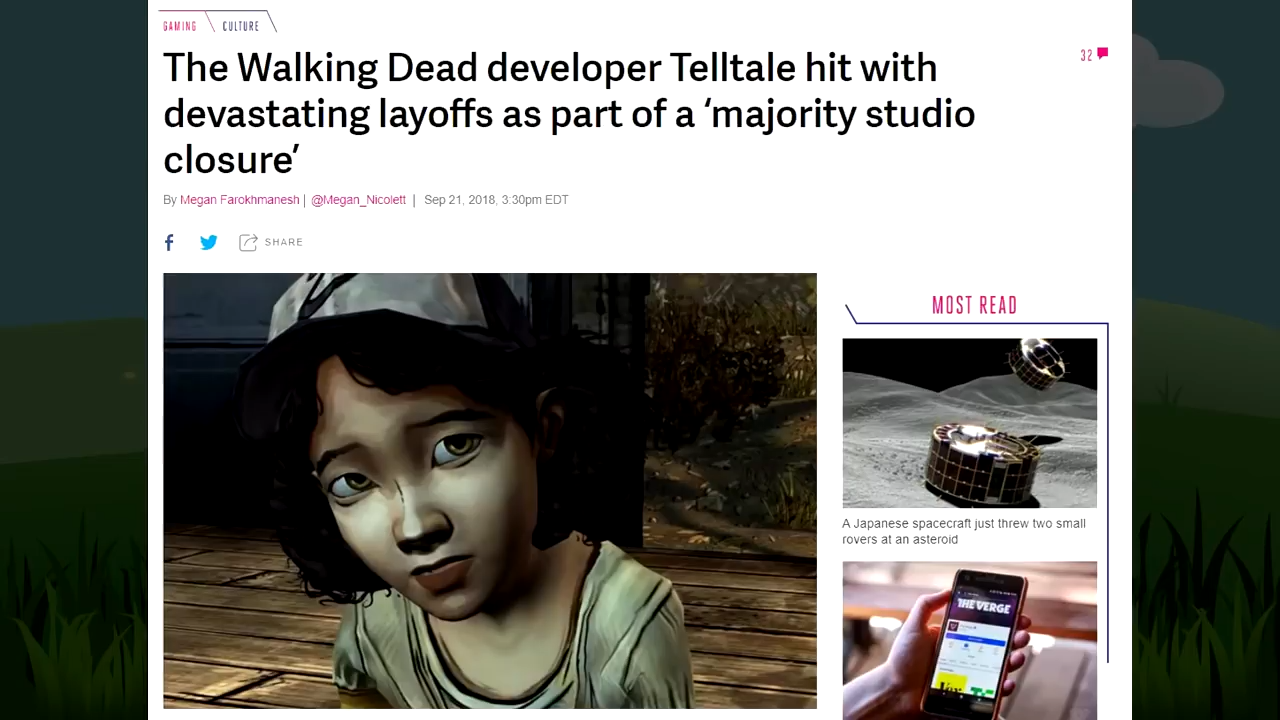 GAMING CULTURE
The Walking Dead developer Telltale hit with
devastating layoffs as part of a ‘majority studio
closure’
32
By Megan Farokhmanesh | @Megan_Nicolett | Sep 21, 2018, 3:30pm EDT
f SHARE
MOST READ
A Japanese spacecraft just threw two small
rovers at an asteroid
THE VERGE